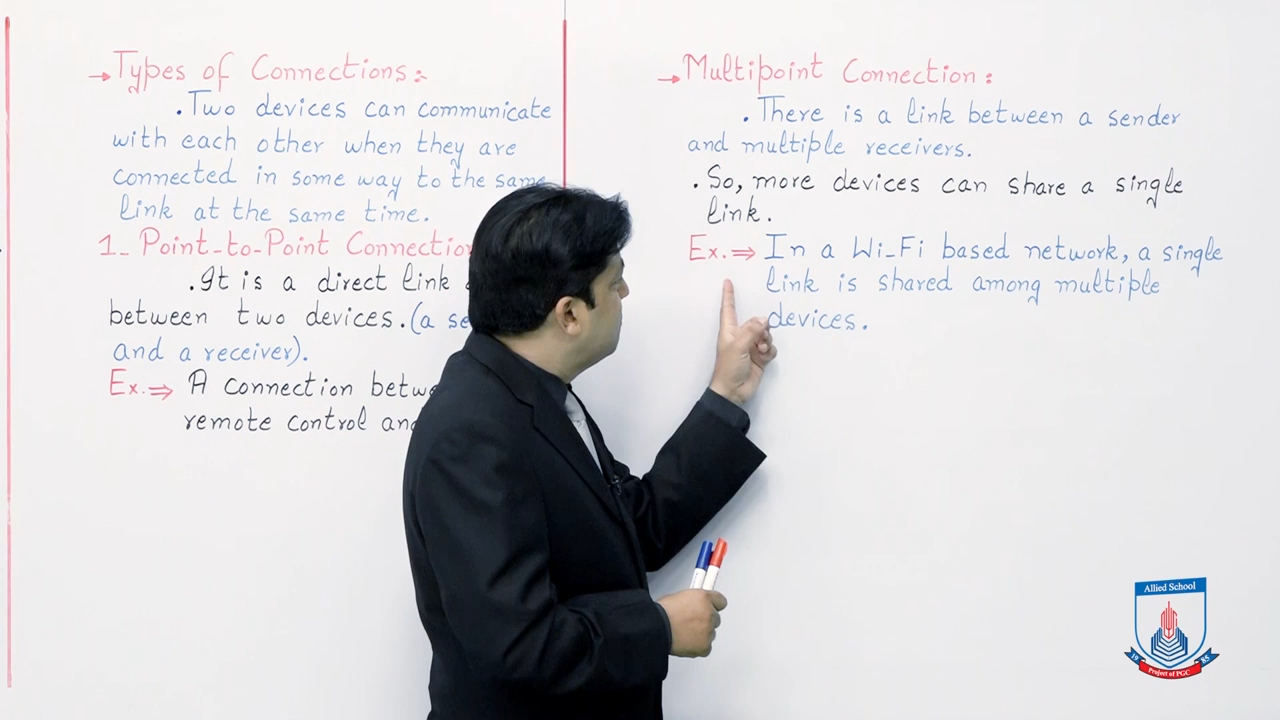 →Types of Connections:-
.Two devices can communicate
with each other when they are
connected in some way to the same
link at the same time.
1- Point-to-Point Connection
.It is a direct link
between two devices.(a se
and a receiver).
Ex.⇒ A connection betwe
remote control and
→Multipoint Connection:
.There is a link between a sender
and multiple receivers.
.So, more devices can share a single
link.
Ex.⇒ In a Wi-Fi based network, a single
link is shared among multiple
devices.
Allied School
19 85
Project of PGC